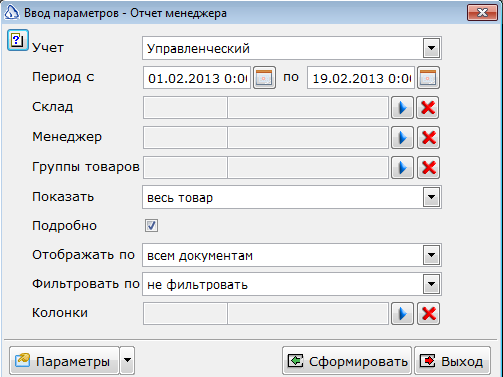 Ввод параметров - Отчет менеджера
Учет Управленческий
Период с 01.02.2013 0:0 по 19.02.2013 0:0
Склад
Менеджер
Группы товаров
Показать весь товар
Подробно
Отображать по всем документам
Фильтровать по не фильтровать
Колонки
Параметры Сформировать Выход